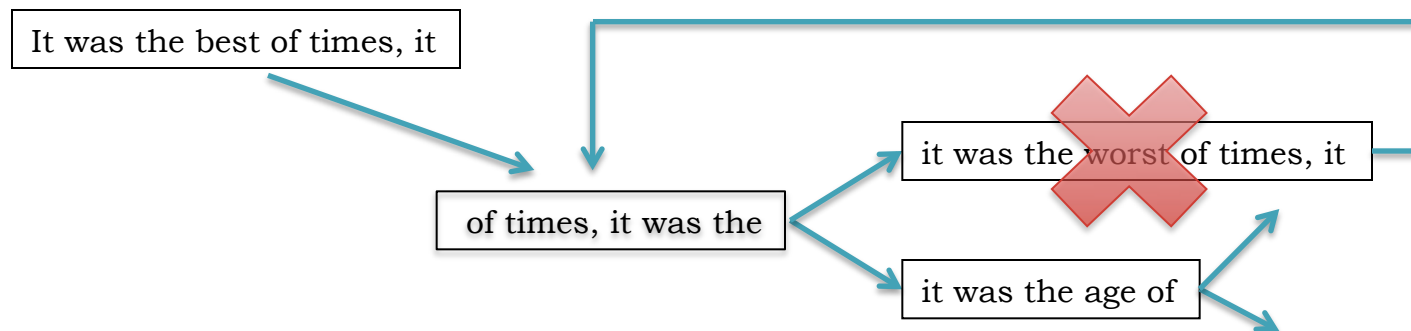 It was the best of times, it
it was the worst of times, it
of times, it was the
it was the age of